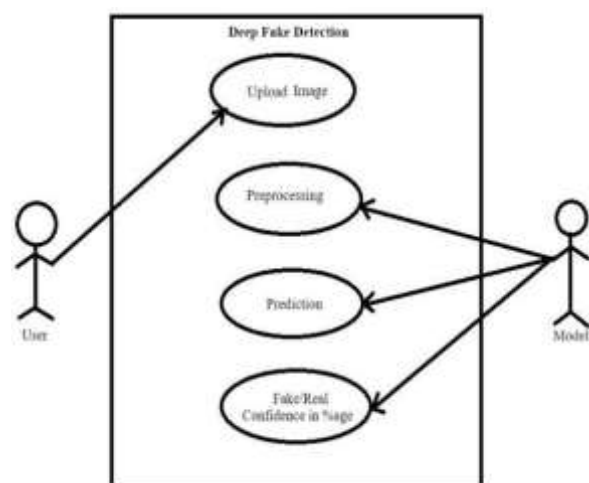 Deep Fake Detection
Upload Image
Preprocessing
Prediction
Fake/Real
Confidence in %age
User
Model